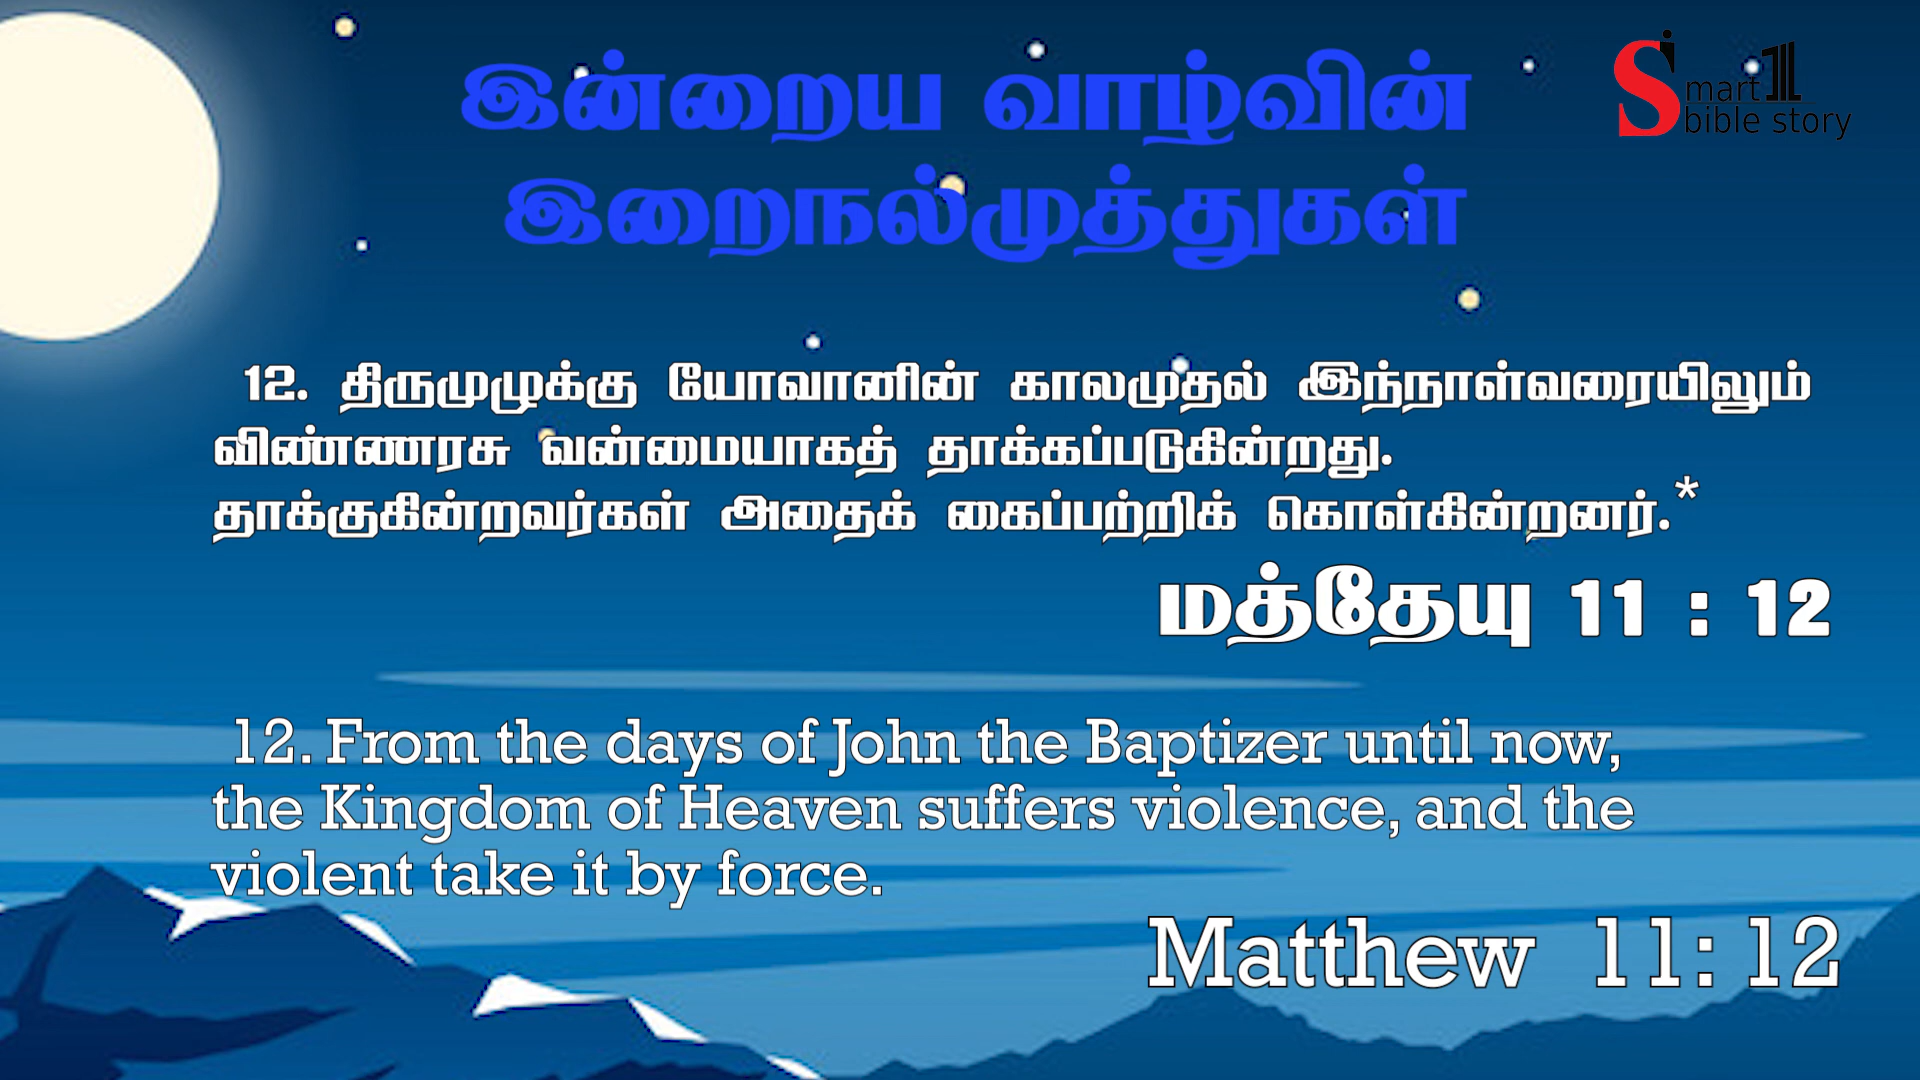 இன்றைய வாழ்வின்
இறைநல்முத்துகள்
Smart 1
bible story
12. திருமுழுக்கு யோவானின் காலமுதல் இந்நாள்வரையிலும்
விண்ணரசு வன்மையாகத் தாக்கப்படுகின்றது.
தாக்குகின்றவர்கள் அதைக் கைப்பற்றிக் கொள்கின்றனர்.*
மத்தேயு 11 : 12
12. From the days of John the Baptizer until now,
the Kingdom of Heaven suffers violence, and the
violent take it by force.
Matthew 11: 12